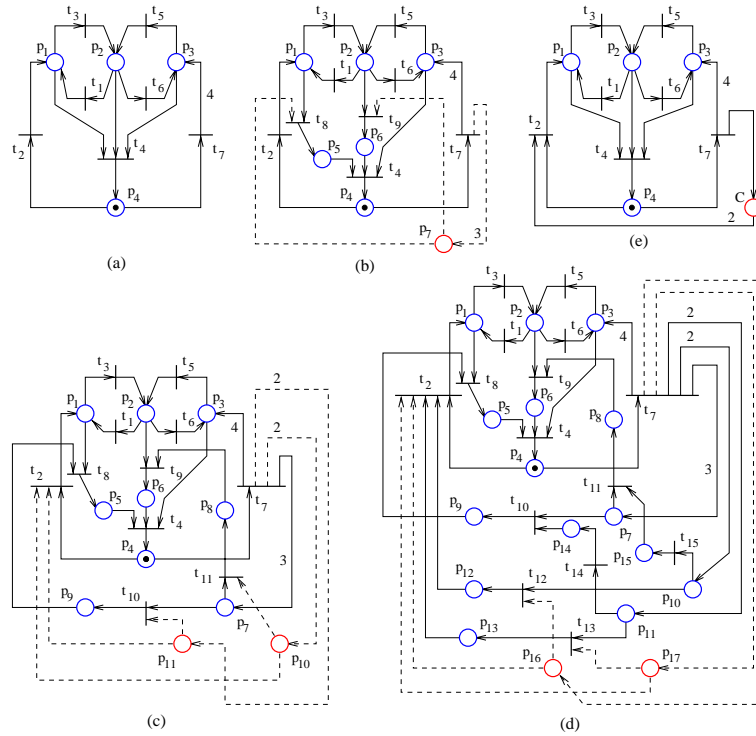 t3 t5
p1 p2 p3
t1 t6
4
t4
t2 t7
p4
(a)
t3 t5
p1 p2 p3
t1 t6
4
t8 t9
p6
p5
t2 t4 t7
p4
p7 3
(b)
t3 t5
p1 p2 p3
t1 t6
4
t2 t4 t7
p4 C
2
(e)
t3 t5
2
p1 p2 p3
2
t1 t6
4
t2 t8 t9 t7
p6
p5 p8
t4
p4
3
t11
p9 t10 p7
p11 p10
(c)
t3 t5
p1 p2 p3 2
t1 t6 4 2
t2 t8 t9 t7
p6
p5 p8
t4
p4 3
t11
p9 t10 p7
p14 p15 t15
p12 t12 t14 p10
p13 t13 p11
p16 p17
(d)